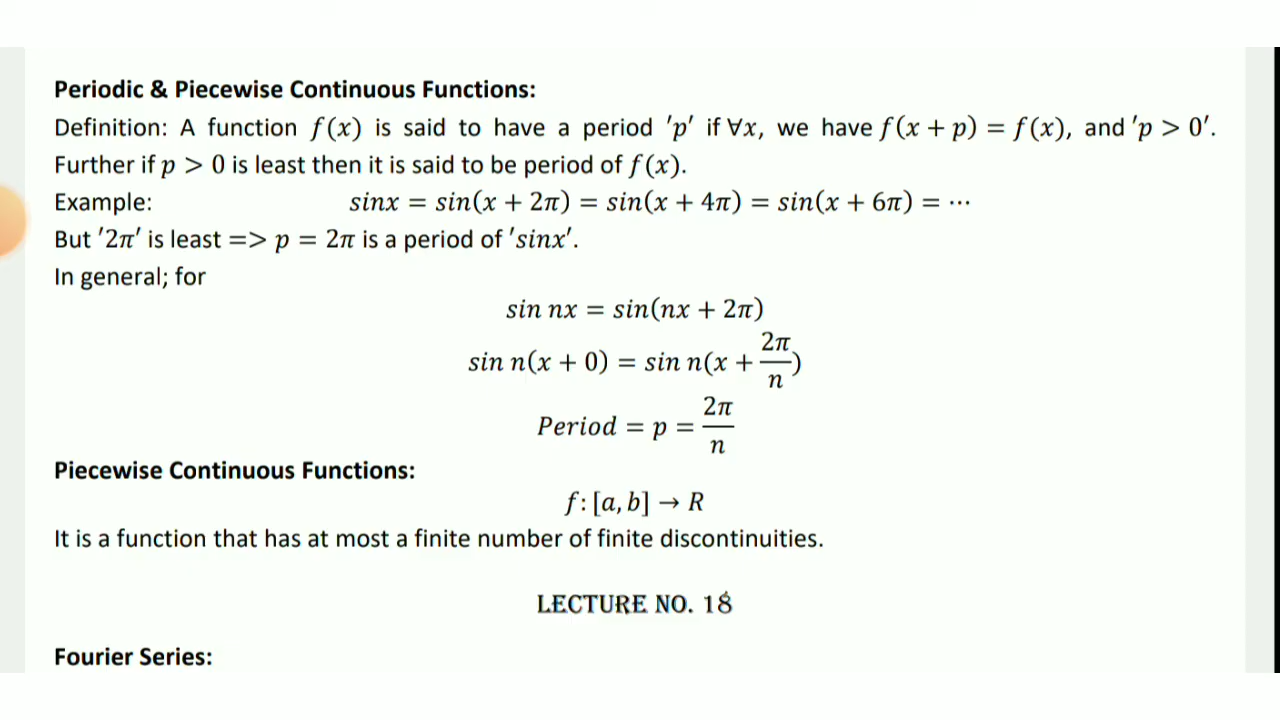 Periodic & Piecewise Continuous Functions:
Definition: A function f(x) is said to have a period 'p' if ∀x, we have f(x + p) = f(x), and 'p > 0'.
Further if p > 0 is least then it is said to be period of f(x).
Example: sinx = sin(x + 2π) = sin(x + 4π) = sin(x + 6π) = ⋯
But '2π' is least => p = 2π is a period of 'sinx'.
In general; for
sin nx = sin(nx + 2π)
sin n(x + 0) = sin n(x + 2π/n)
Period = p = 2π/n
Piecewise Continuous Functions:
f: [a, b] → R
It is a function that has at most a finite number of finite discontinuities.
LECTURE NO. 18
Fourier Series: